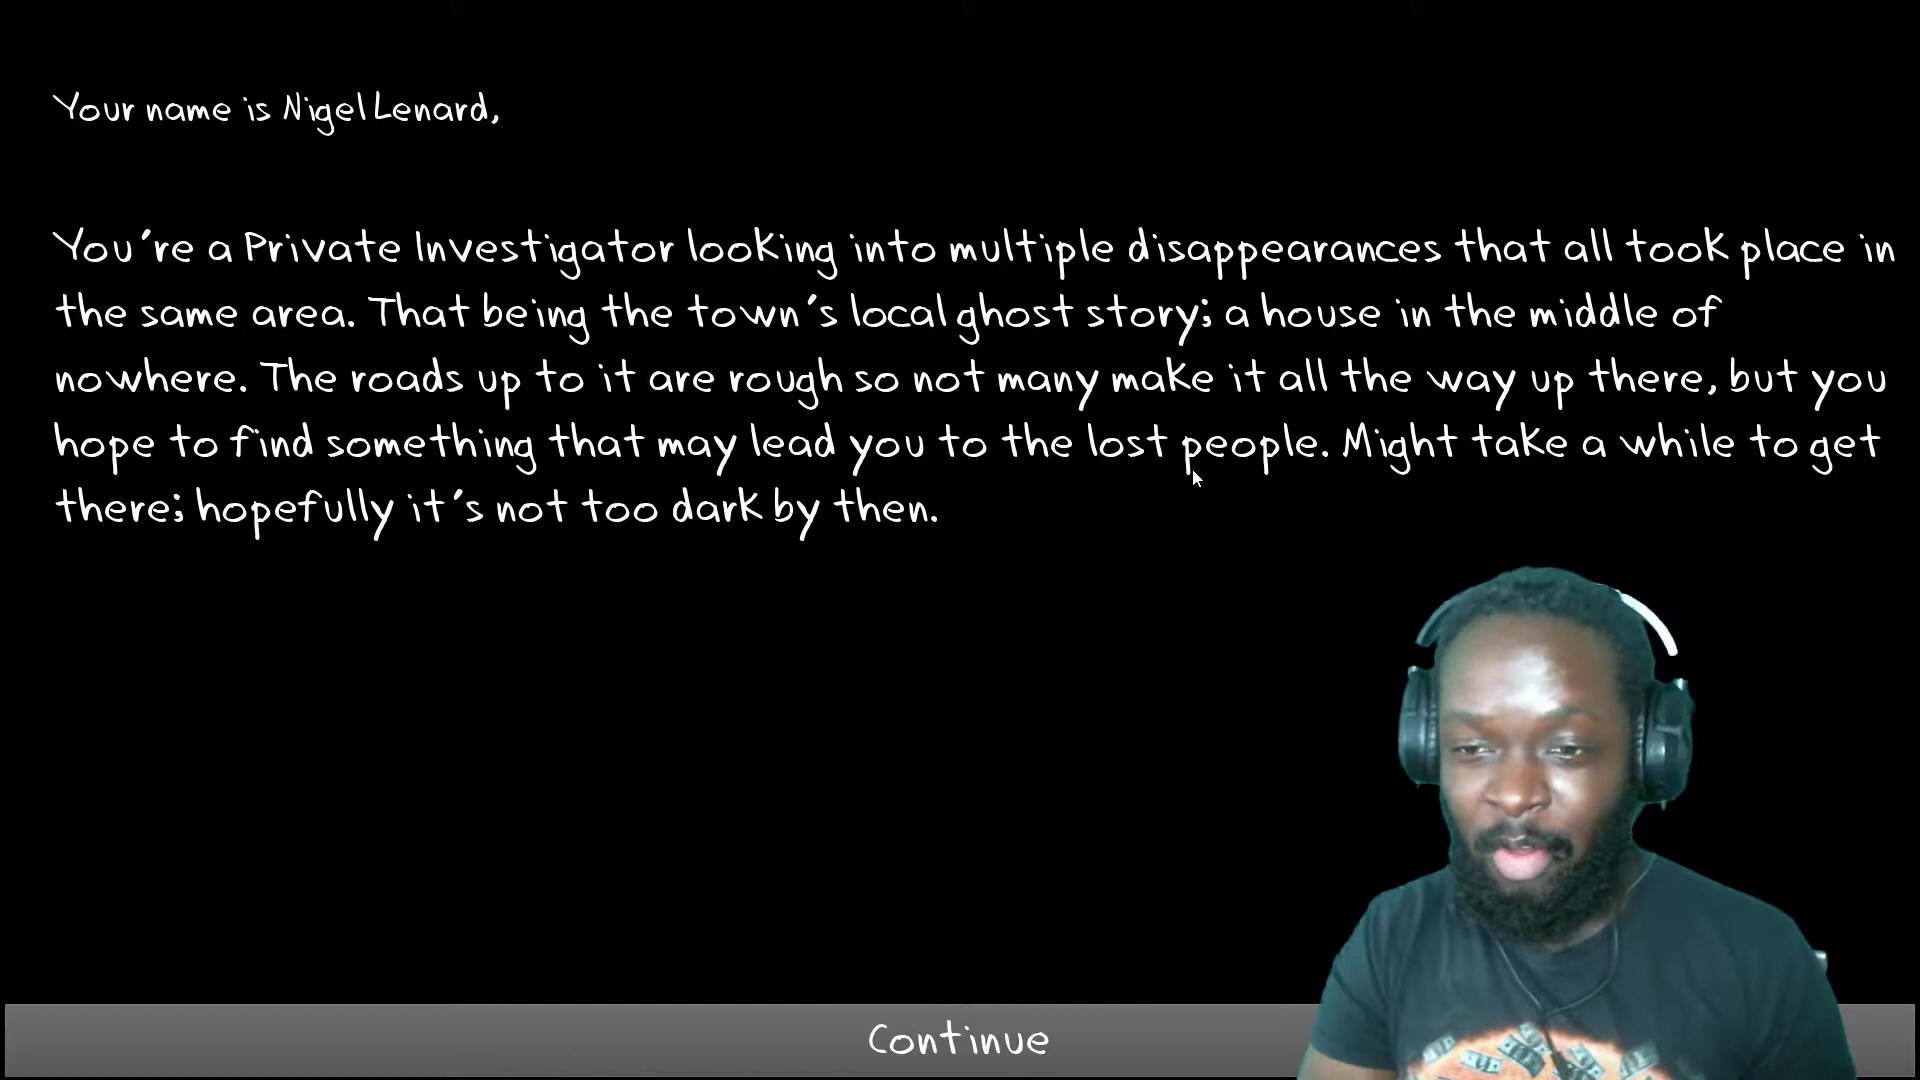 Your name is Nigel Lenard,
You're a Private Investigator looking into multiple disappearances that all took place in
the same area. That being the town's local ghost story; a house in the middle of
nowhere. The roads up to it are rough so not many make it all the way up there, but you
hope to find something that may lead you to the lost people. Might take a while to get
there; hopefully it's not too dark by then.
Continue